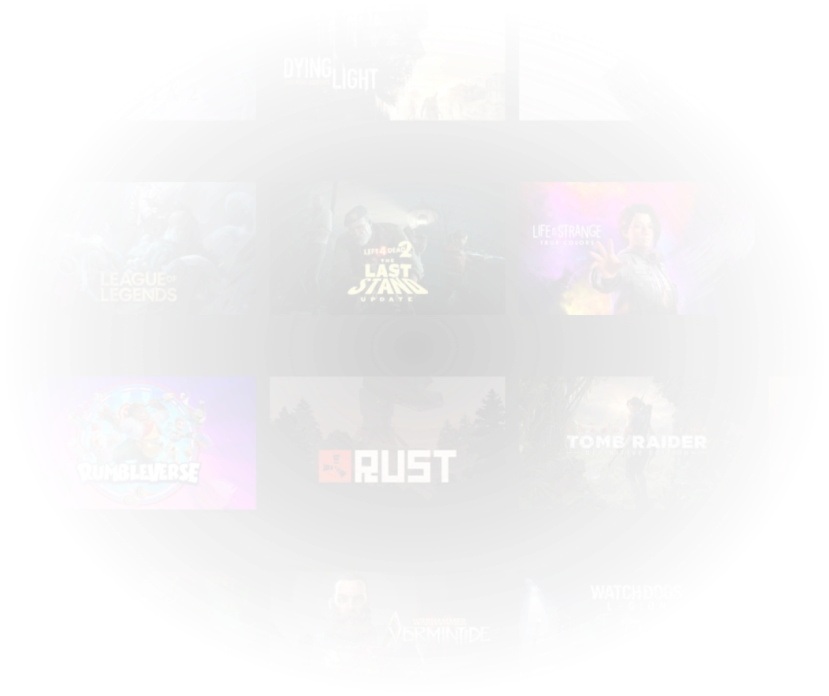 DYING
LIGHT
LEAGUE OF
LEGENDS
LEFT 4 DEAD 2
THE
LAST
STAND
UPDATE
LIFE IS STRANGE
TRUE COLORS
RUMBLEVERSE
RUST
TOMB RAIDER
WATCH DOGS
VERMINTIDE